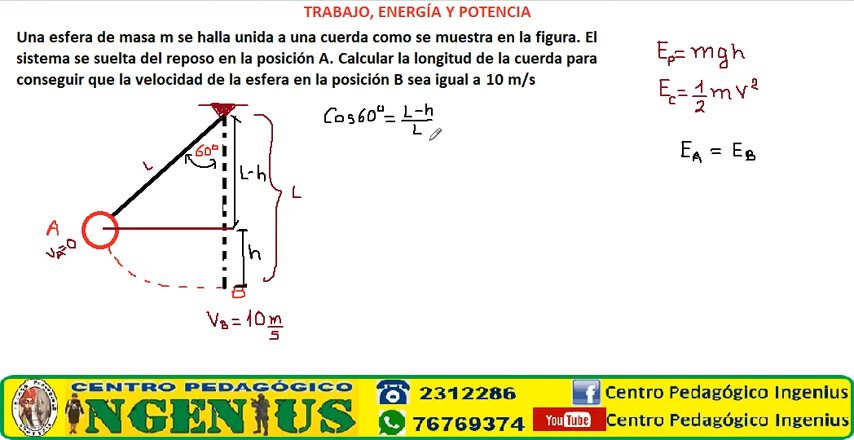 TRABAJO, ENERGÍA Y POTENCIA
Una esfera de masa m se halla unida a una cuerda como se muestra en la figura. El
sistema se suelta del reposo en la posición A. Calcular la longitud de la cuerda para
conseguir que la velocidad de la esfera en la posición B sea igual a 10 m/s
Ep=mgh
Ec=1/2 mv²
EA = EB
Cos60°=L-h/L
60°
L
L-h
L
A
VA=0
h
B
VB=10 m/s
CENTRO PEDAGÓGICO
INGENIUS
2312286
76769374
f Centro Pedagógico Ingenius
YouTube Centro Pedagógico Ingenius